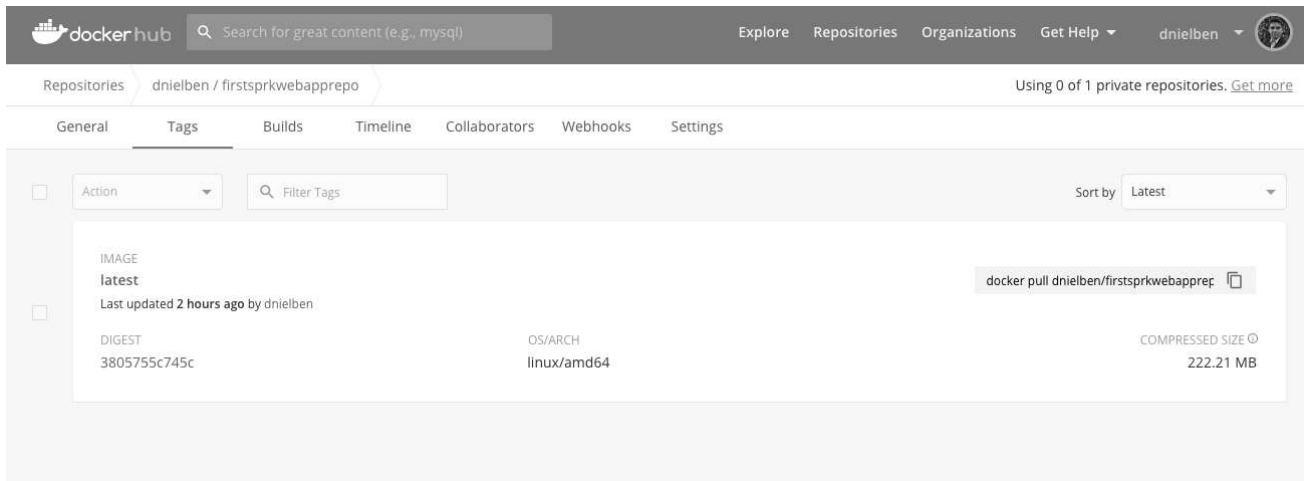 dockerhub Search for great content (e.g., mysql) Explore Repositories Organizations Get Help dnielben
Repositories dnielben / firstsprkwebapprepo Using 0 of 1 private repositories. Get more
General Tags Builds Timeline Collaborators Webhooks Settings
Action Filter Tags Sort by Latest
IMAGE
latest
docker pull dnielben/firstsprkwebapprep
Last updated 2 hours ago by dnielben
DIGEST OS/ARCH COMPRESSED SIZE
3805755c745c linux/amd64 222.21 MB